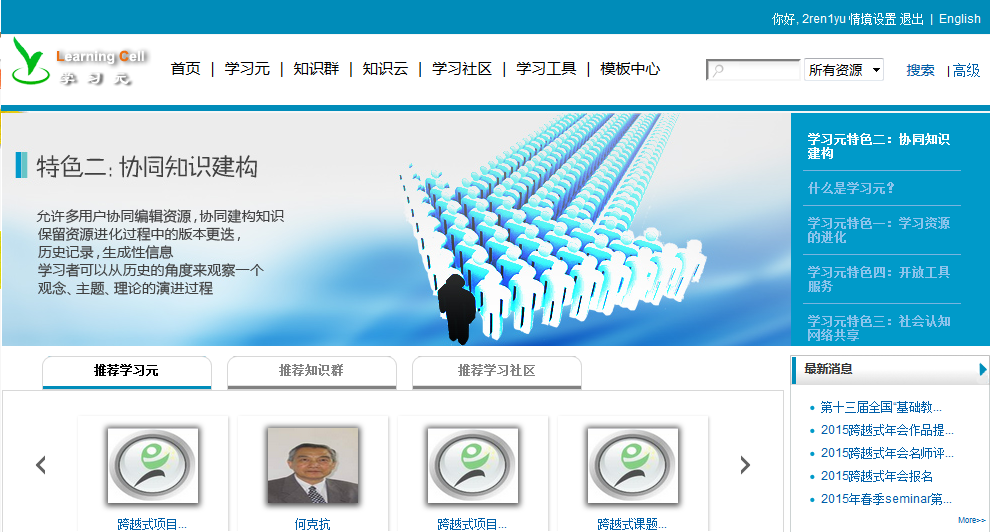 你好, 2ren1yu 情境设置 退出 | English
Learning Cell
学 习 元
首页 | 学习元 | 知识群 | 知识云 | 学习社区 | 学习工具 | 模板中心
所有资源 搜索 | 高级
特色二: 协同知识建构
允许多用户协同编辑资源 , 协同建构知识
保留资源进化过程中的版本更迭 ,
历史记录 , 生成性信息
学习者可以从历史的角度来观察一个
观念、主题、理论的演进过程
学习元特色二：协同知识
建构
什么是学习元?
学习元特色一：学习资源
的进化
学习元特色四：开放工具
服务
学习元特色三：社会认知
网络共享
推荐学习元 推荐知识群 推荐学习社区
跨越式项目... 何克抗 跨越式项目... 跨越式课题...
最新消息
第十三届全国“基础教...
2015跨越式年会作品提...
2015跨越式年会名师评...
2015跨越式年会报名
2015年春季seminar第...
More>>